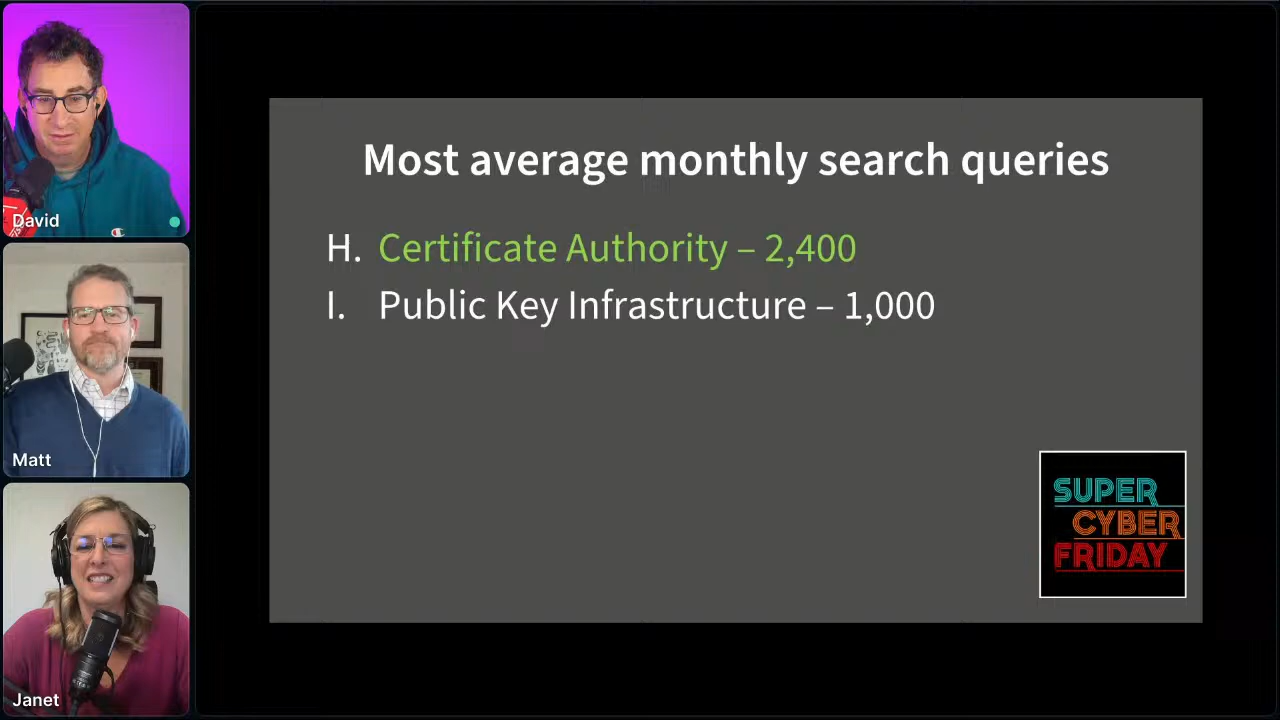 David
Matt
Janet
Most average monthly search queries
H. Certificate Authority – 2,400
I. Public Key Infrastructure – 1,000
SUPER
CYBER
FRIDAY